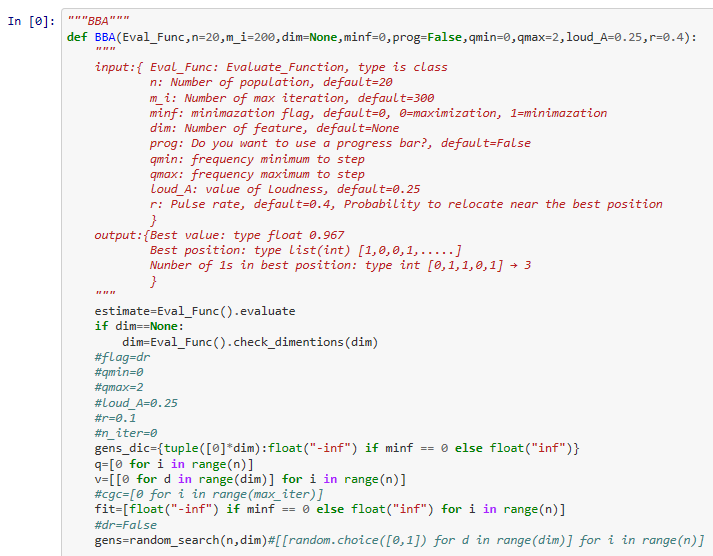 In [0]: """BBA"""
def BBA(Eval_Func,n=20,m_i=200,dim=None,minf=0,prog=False,qmin=0,qmax=2,loud_A=0.25,r=0.4):
"""
input:{ Eval_Func: Evaluate_Function, type is class
n: Number of population, default=20
m_i: Number of max iteration, default=300
minf: minimazation flag, default=0, 0=maximization, 1=minimazation
dim: Number of feature, default=None
prog: Do you want to use a progress bar?, default=False
qmin: frequency minimum to step
qmax: frequency maximum to step
loud_A: value of Loudness, default=0.25
r: Pulse rate, default=0.4, Probability to relocate near the best position
}
output:{Best value: type float 0.967
Best position: type list(int) [1,0,0,1,.....]
Nunber of 1s in best position: type int [0,1,1,0,1] → 3
}
"""
estimate=Eval_Func().evaluate
if dim==None:
dim=Eval_Func().check_dimentions(dim)
#flag=dr
#qmin=0
#qmax=2
#loud_A=0.25
#r=0.1
#n_iter=0
gens_dic={tuple([0]*dim):float("-inf") if minf == 0 else float("inf")}
q=[0 for i in range(n)]
v=[[0 for d in range(dim)] for i in range(n)]
#cgc=[0 for i in range(max_iter)]
fit=[float("-inf") if minf == 0 else float("inf") for i in range(n)]
#dr=False
gens=random_search(n,dim)#[[random.choice([0,1]) for d in range(dim)] for i in range(n)]